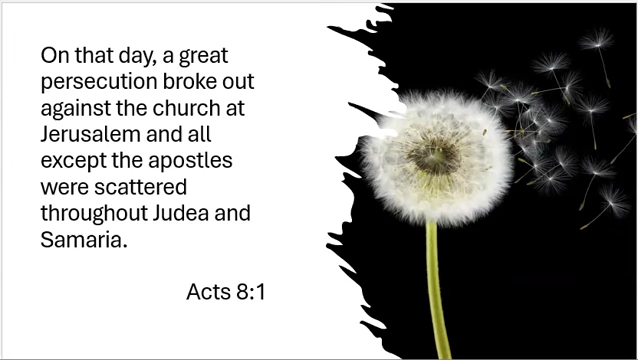 On that day, a great
persecution broke out
against the church at
Jerusalem and all
except the apostles
were scattered
throughout Judea and
Samaria.
Acts 8:1